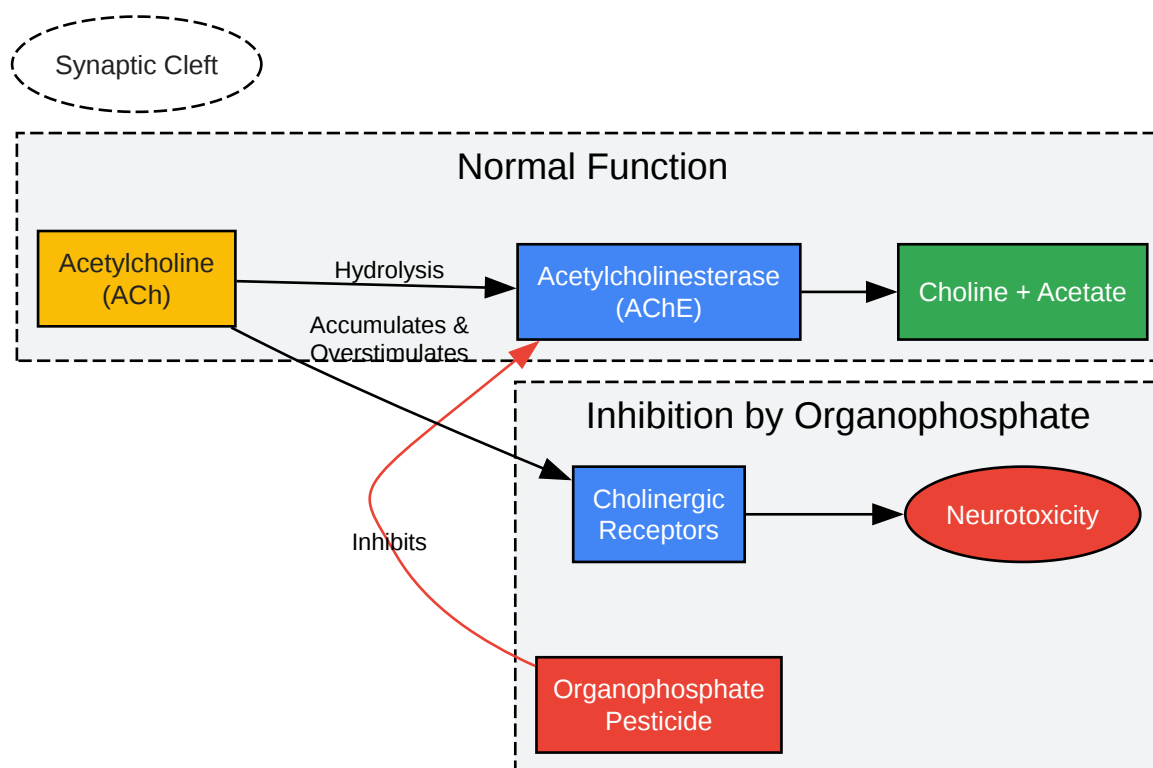 Synaptic Cleft
Normal Function
Acetylcholine
(ACh)
Hydrolysis
Acetylcholinesterase
(AChE)
Choline + Acetate
Accumulates &
Overstimulates
Inhibition by Organophosphate
Cholinergic
Receptors
Neurotoxicity
Inhibits
Organophosphate
Pesticide